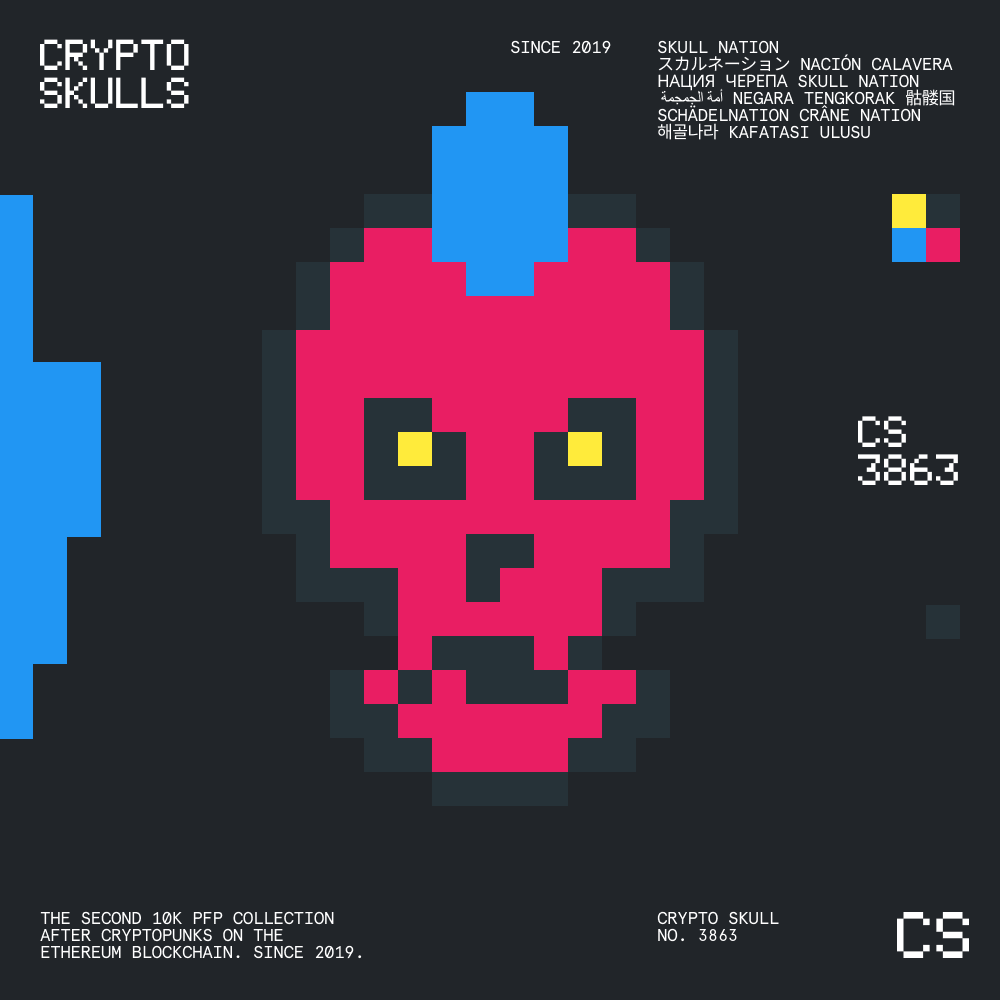 CRYPTO
SKULLS
SINCE 2019
SKULL NATION
スカルネーション NACIÓN CALAVERA
НАЦИЯ ЧЕРЕПА SKULL NATION
أمة الجمجمة NEGARA TENGKORAK 骷髅国
SCHÄDELNATION CRÂNE NATION
해골나라 KAFATASI ULUSU
CS
3863
THE SECOND 10K PFP COLLECTION
AFTER CRYPTOPUNKS ON THE
ETHEREUM BLOCKCHAIN. SINCE 2019.
CRYPTO SKULL
NO. 3863
CS